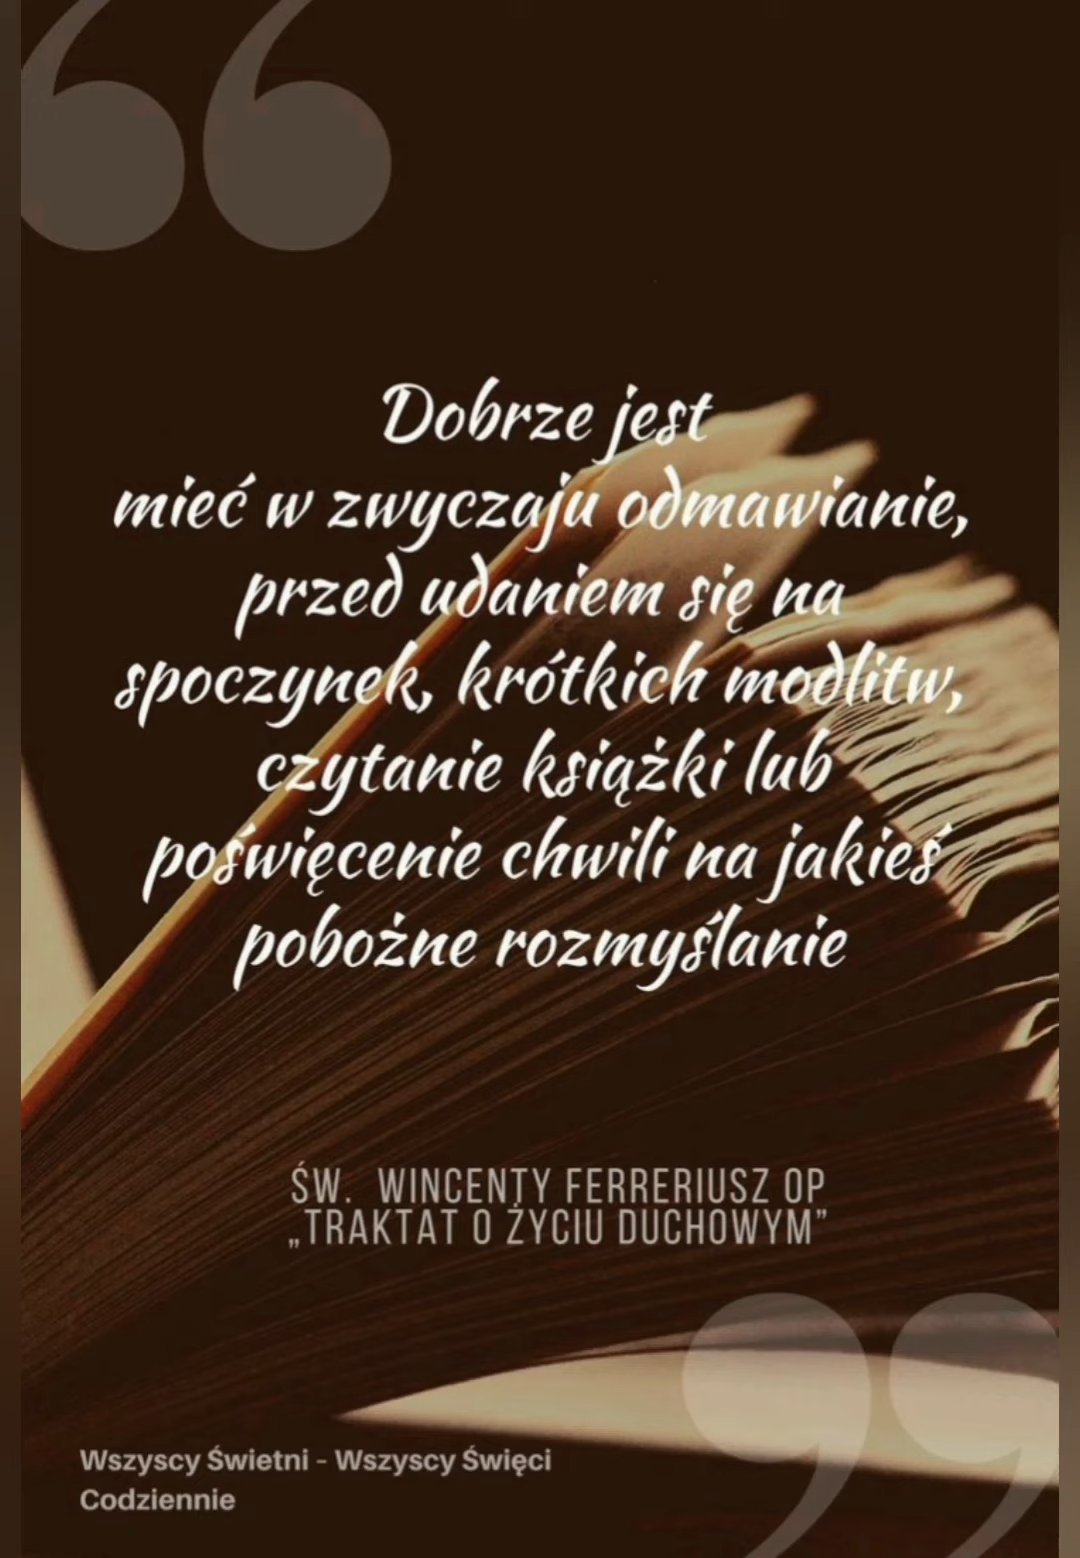 Dobrze jest
mieć w zwyczaju odmawianie,
przed udaniem się na
spoczynek, krótkich modlitw,
czytanie książki lub
poświęcenie chwili na jakieś
pobożne rozmyślanie
ŚW. WINCENTY FERRERIUSZ OP
„TRAKTAT O ŻYCIU DUCHOWYM”
Wszyscy Świetni - Wszyscy Święci
Codziennie